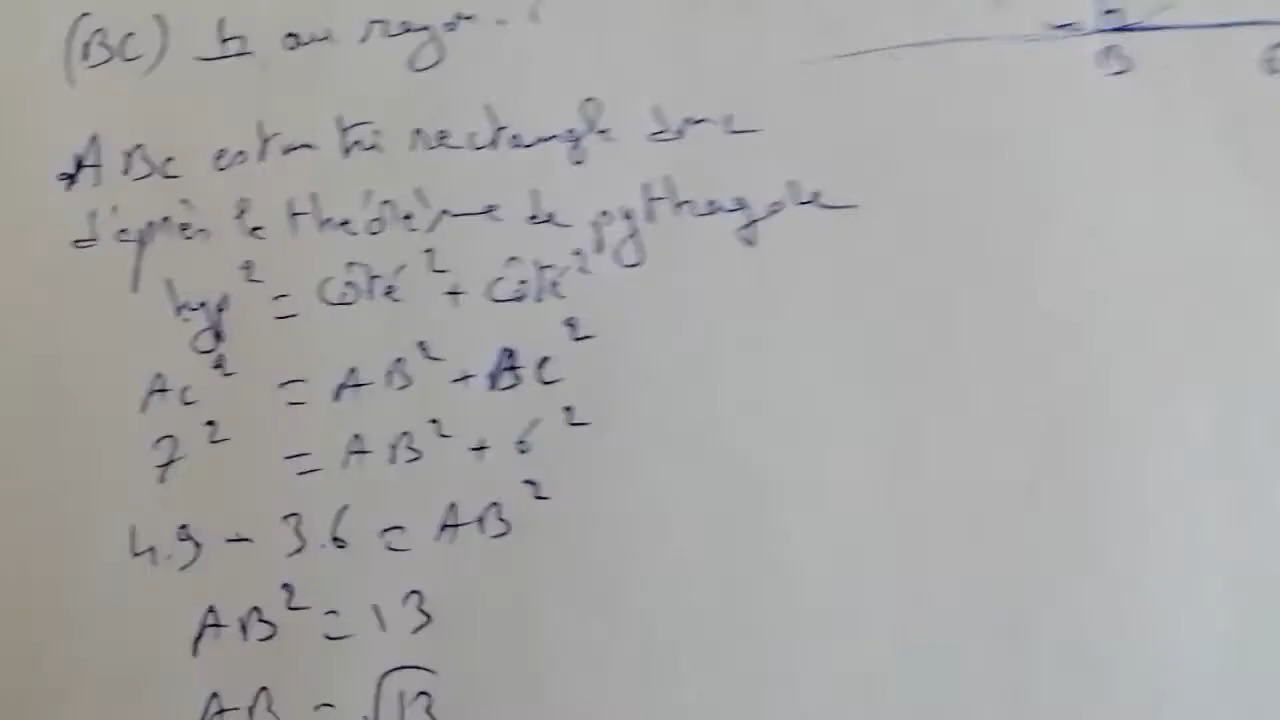 (BC) ⊥ au rayon
B
ABC est un tri rectangle donc
d'après le théorème de pythagore
hyp² = Côté² + Côté²
AC² = AB² + BC²
7² = AB² + 6²
49 - 36 = AB²
AB² = 13
AB = √13